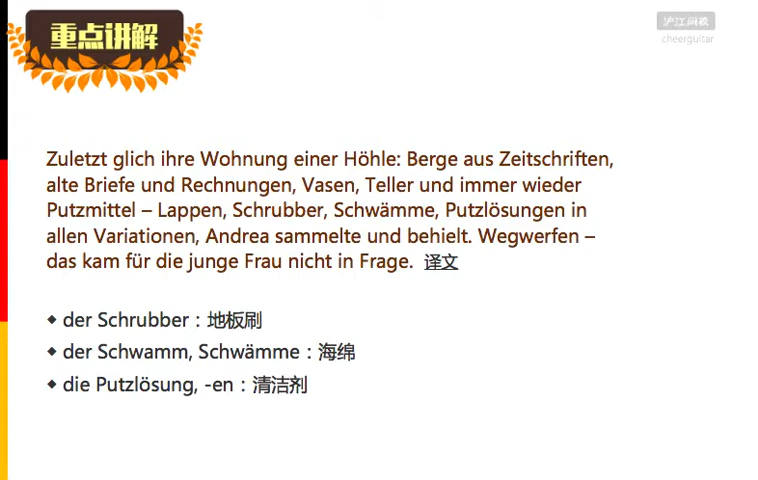 重点讲解
沪江网校
cheerguitar
Zuletzt glich ihre Wohnung einer Höhle: Berge aus Zeitschriften,
alte Briefe und Rechnungen, Vasen, Teller und immer wieder
Putzmittel – Lappen, Schrubber, Schwämme, Putzlösungen in
allen Variationen, Andrea sammelte und behielt. Wegwerfen –
das kam für die junge Frau nicht in Frage. 译文
◆ der Schrubber：地板刷
◆ der Schwamm, Schwämme：海绵
◆ die Putzlösung, -en：清洁剂